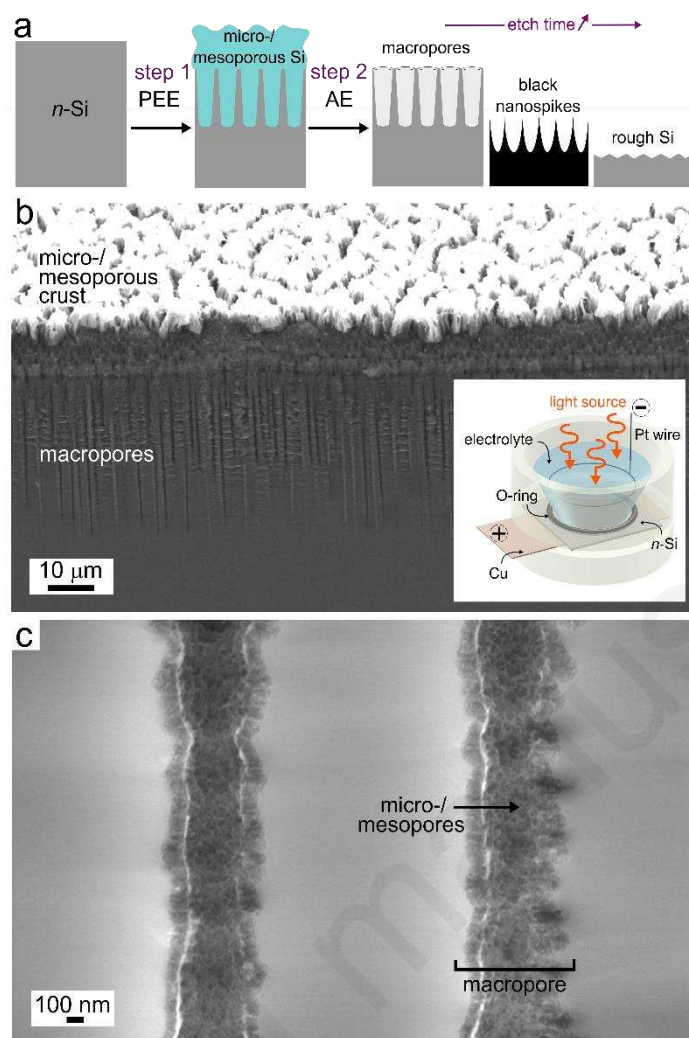 a
etch time
micro-/
mesoporous Si
step 1
step 2
macropores
n-Si
PEE
AE
black
nanospikes
rough Si
b
micro-/
mesoporous
crust
macropores
10 µm
light source
electrolyte
Pt wire
O-ring
n-Si
Cu
c
micro-/
mesopores
macropore
100 nm